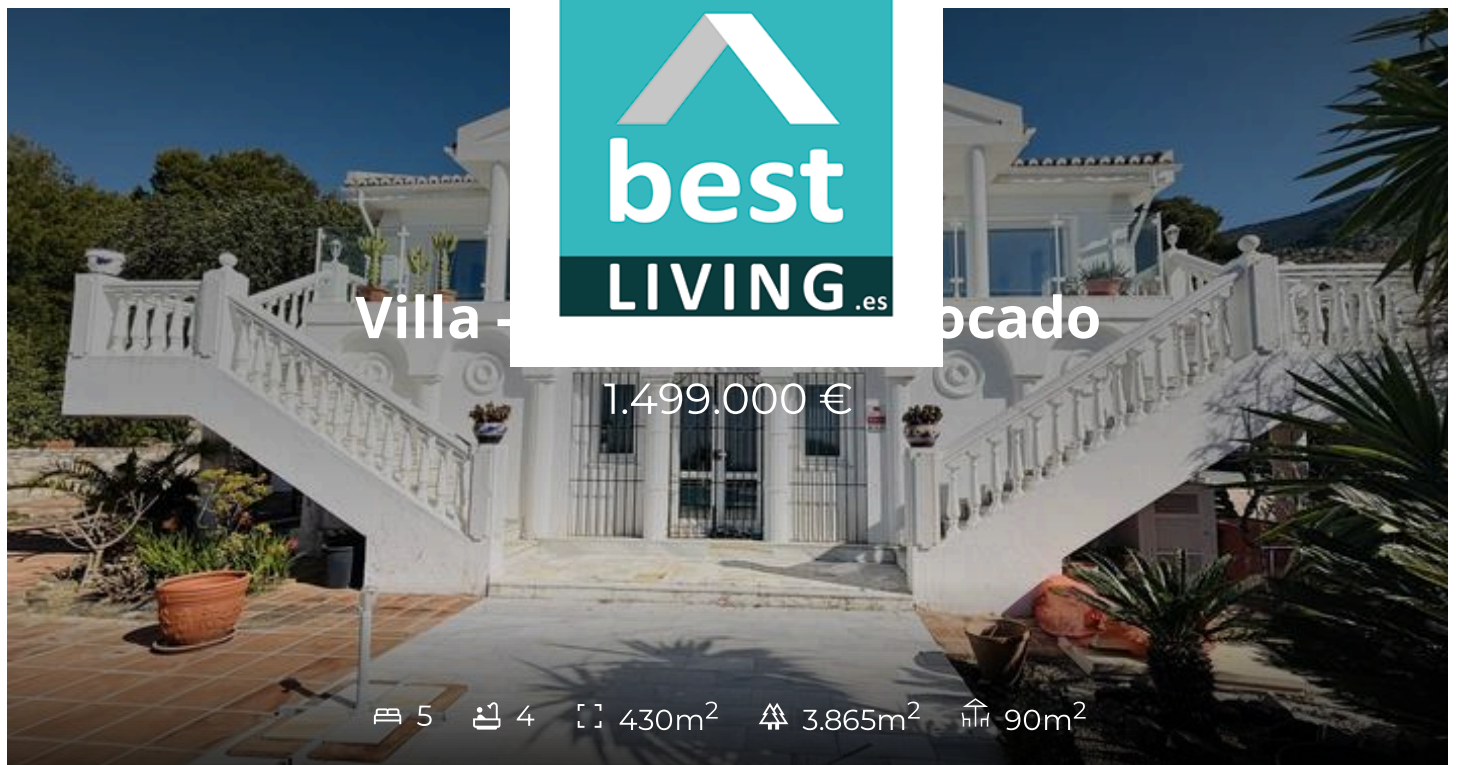 best
LIVING.es
Villa - ocado
1.499.000 €
5 4 430m² 3.865m² 90m²